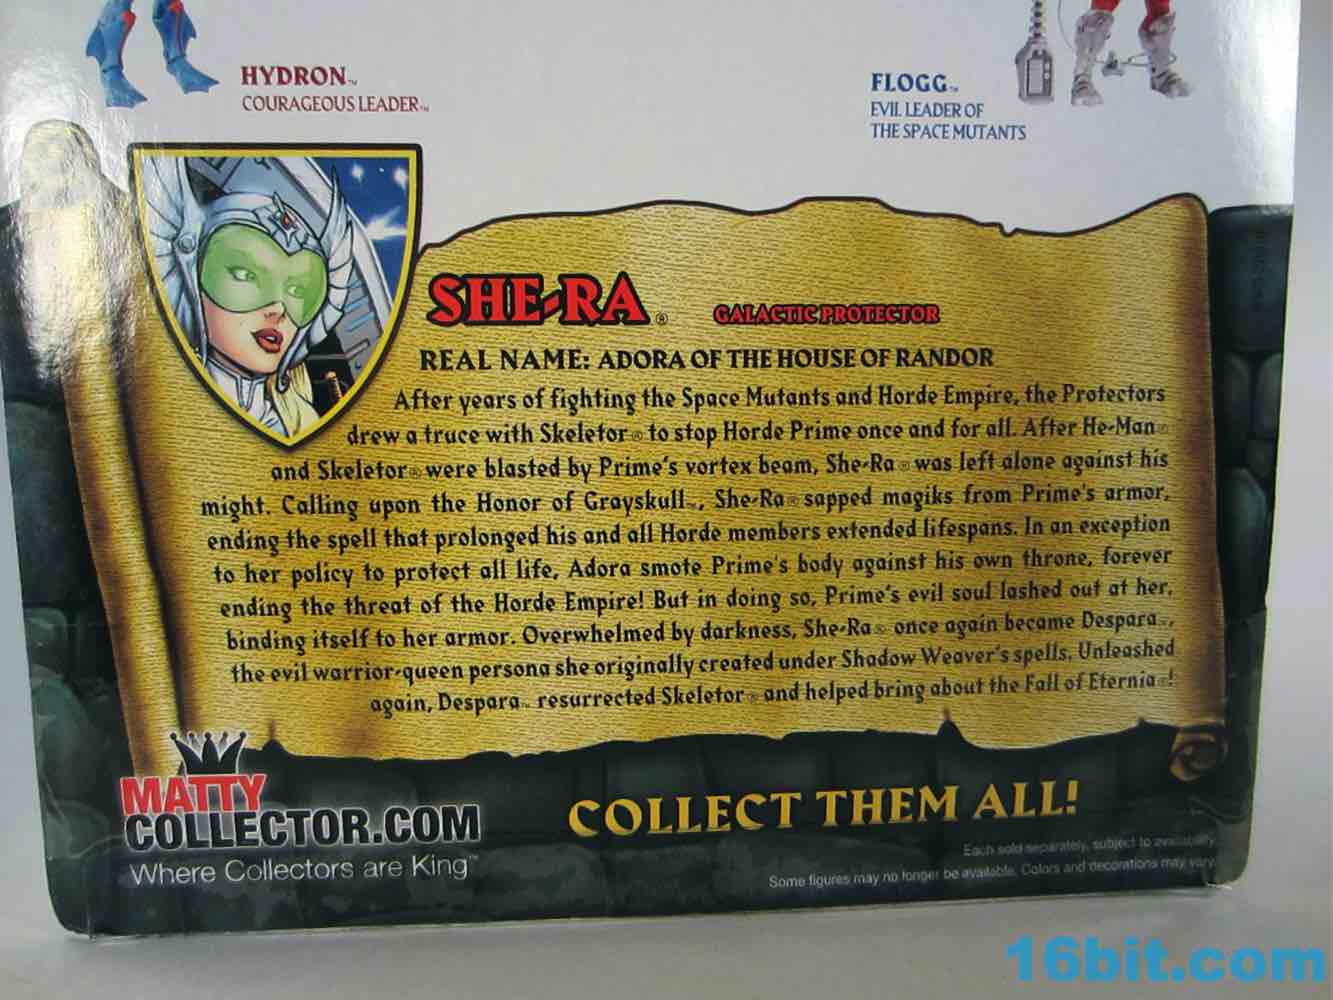 HYDRON™
COURAGEOUS LEADER™
FLOGG™
EVIL LEADER OF
THE SPACE MUTANTS
SHE-RA® GALACTIC PROTECTOR
REAL NAME: ADORA OF THE HOUSE OF RANDOR
After years of fighting the Space Mutants and Horde Empire, the Protectors
drew a truce with Skeletor® to stop Horde Prime once and for all. After He-Man®
and Skeletor® were blasted by Prime's vortex beam, She-Ra® was left alone against his
might. Calling upon the Honor of Grayskull™, She-Ra® sapped magiks from Prime's armor,
ending the spell that prolonged his and all Horde members extended lifespans. In an exception
to her policy to protect all life, Adora smote Prime's body against his own throne, forever
ending the threat of the Horde Empire! But in doing so, Prime's evil soul lashed out at her,
binding itself to her armor. Overwhelmed by darkness, She-Ra® once again became Despara™,
the evil warrior-queen persona she originally created under Shadow Weaver's spells. Unleashed
again, Despara™ resurrected Skeletor® and helped bring about the Fall of Eternia®!
MATTY
COLLECTOR.COM
Where Collectors are King™
COLLECT THEM ALL!
Each sold separately, subject to availability.
Some figures may no longer be available. Colors and decorations may vary.
16bit.com